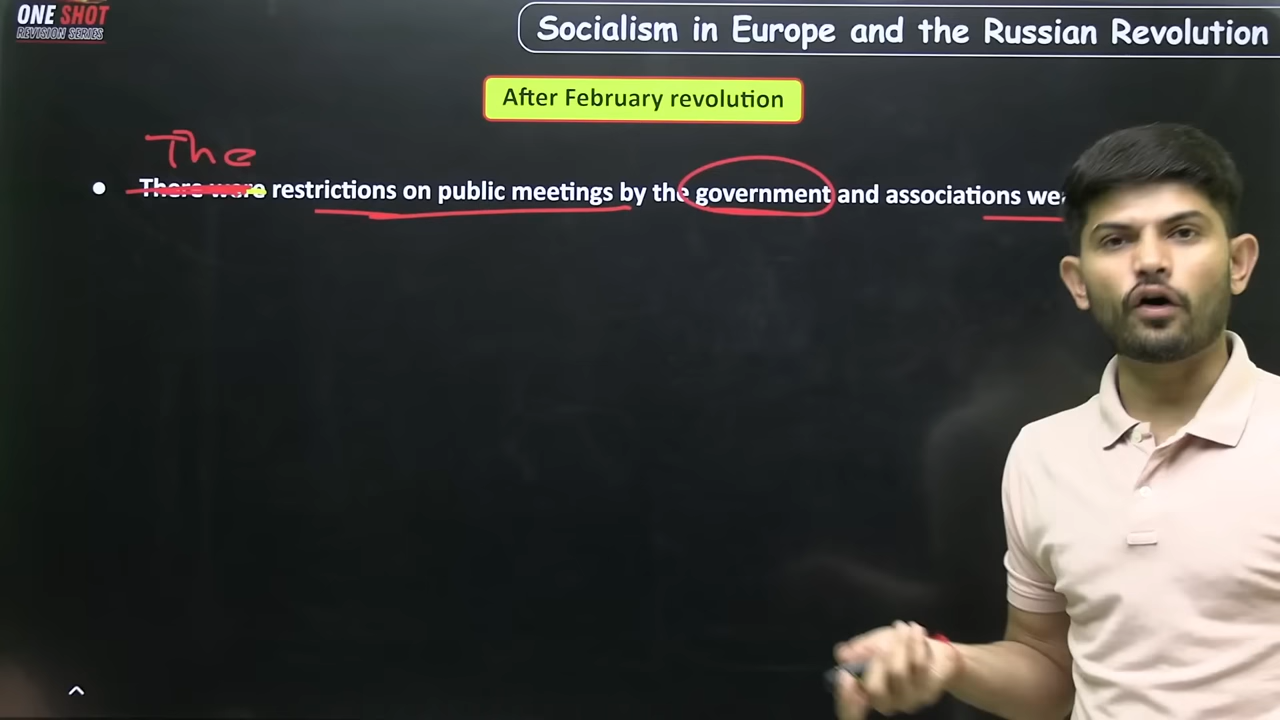 ONE SHOT
REVISION SERIES
Socialism in Europe and the Russian Revolution
After February revolution
The
There were restrictions on public meetings by the government and associations